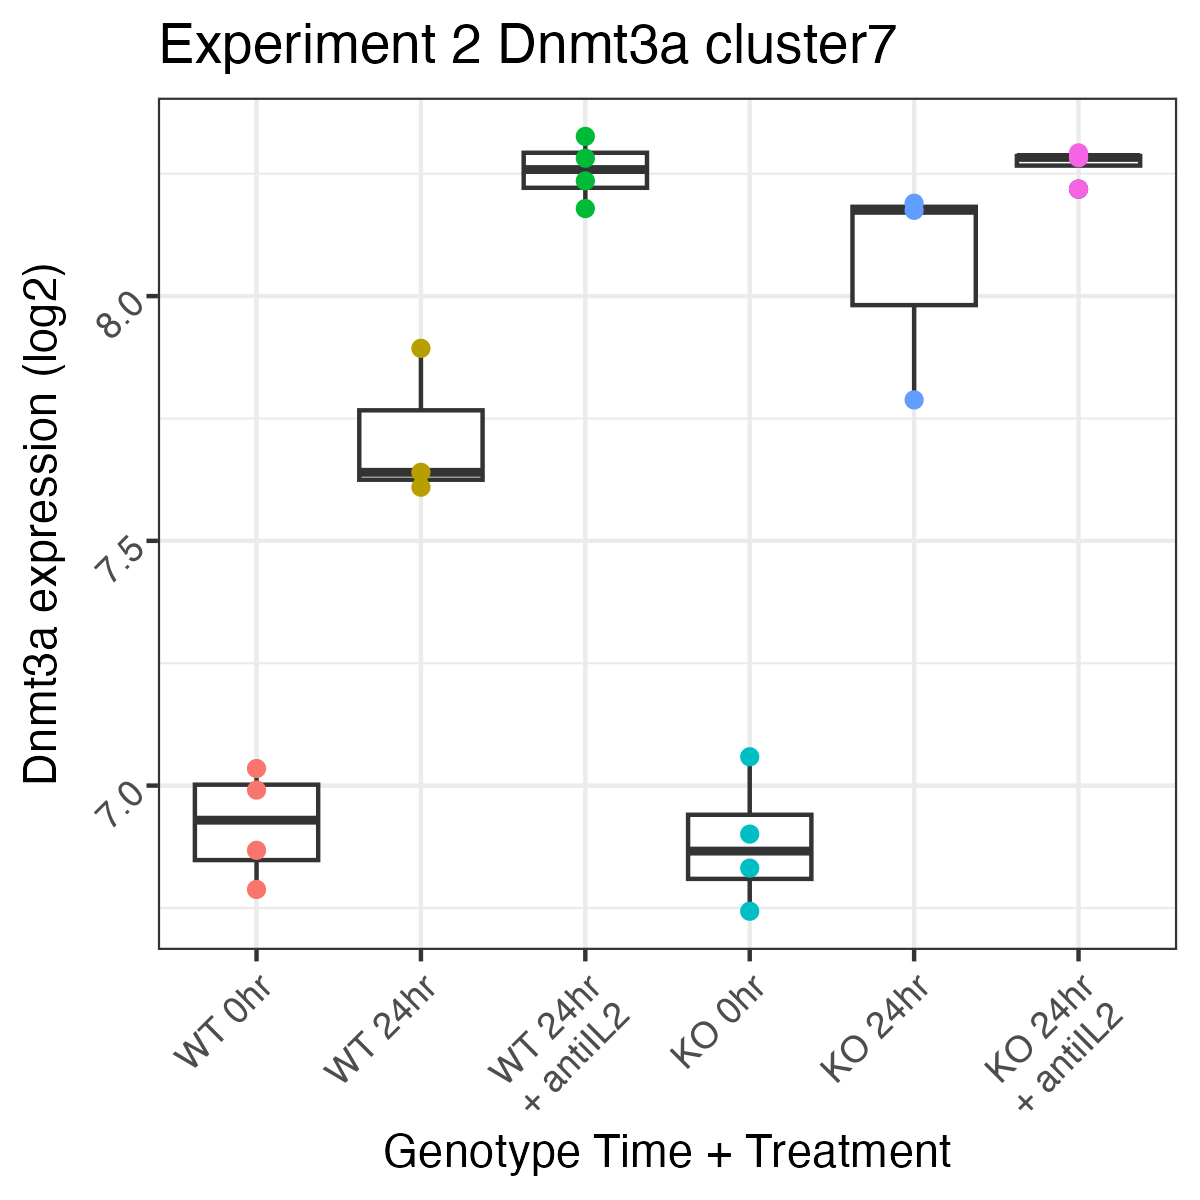 Experiment 2 Dnmt3a cluster7
Dnmt3a expression (log2)
8.0
7.5
7.0
WT 0hr
WT 24hr
WT 24hr
+ antiIL2
KO 0hr
KO 24hr
KO 24hr
+ antiIL2
Genotype Time + Treatment